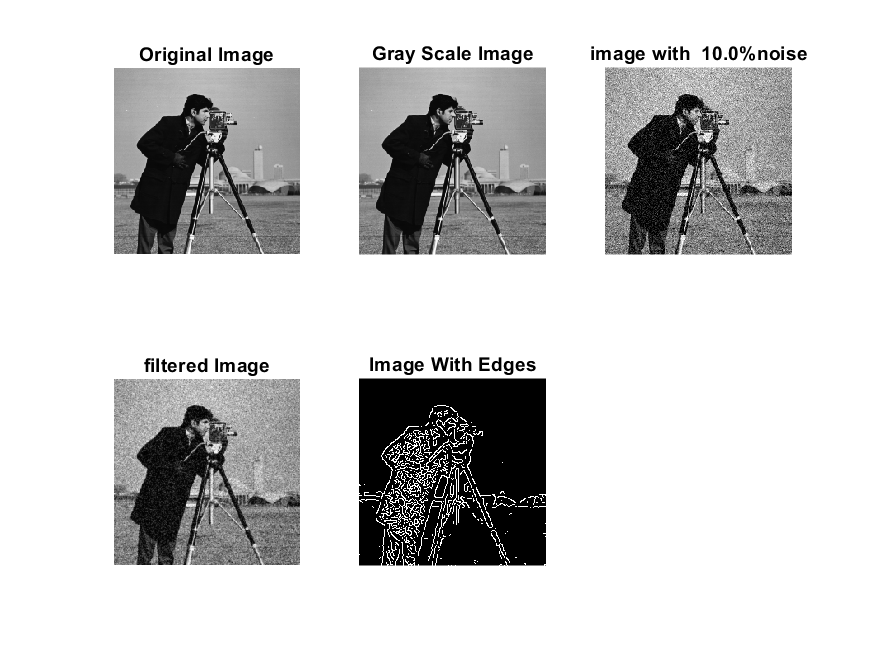 Original Image
Gray Scale Image
image with  10.0%noise
filtered Image
Image With Edges